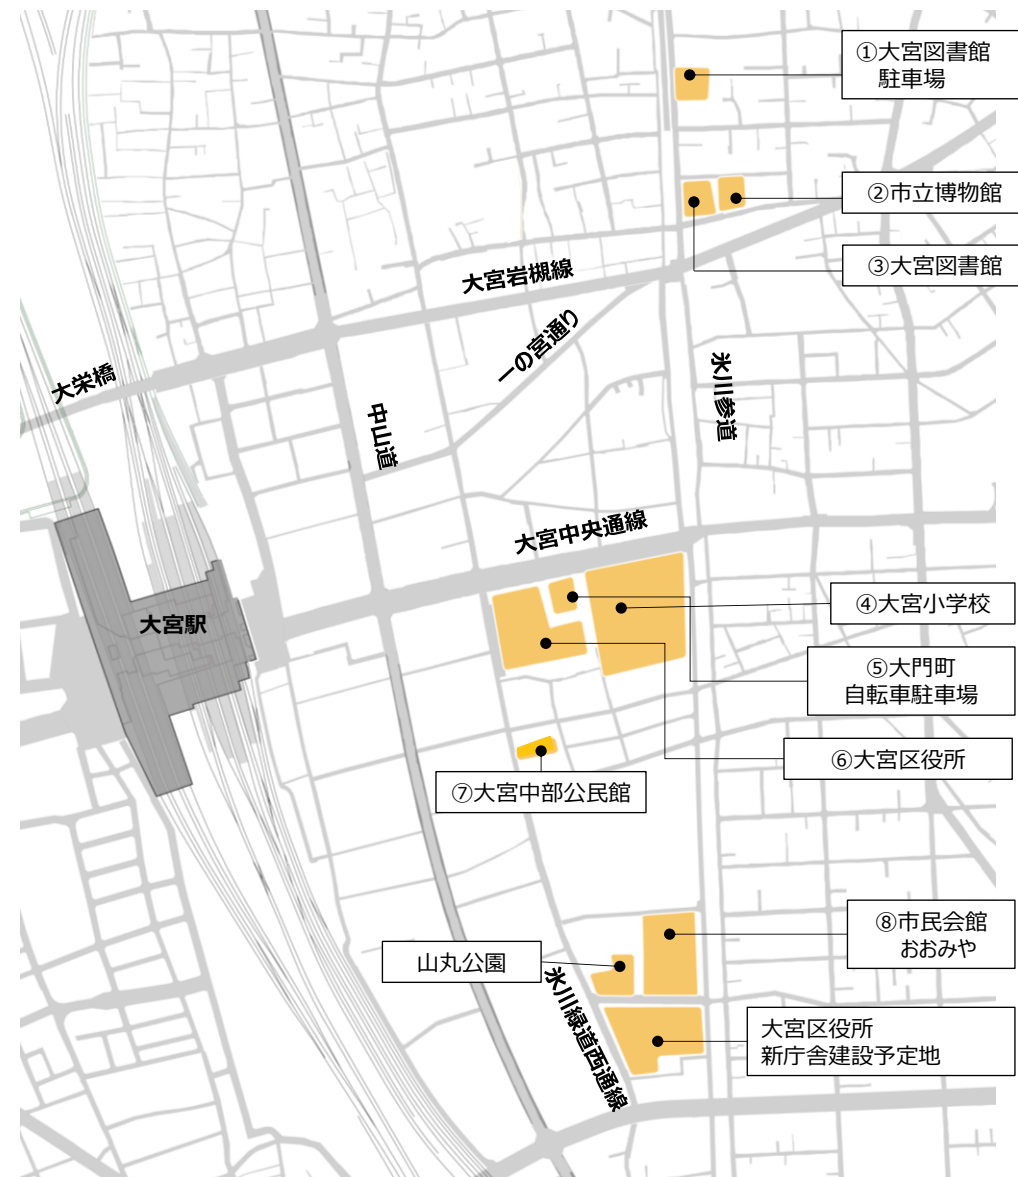 ①大宮図書館
駐車場
②市立博物館
③大宮図書館
大宮岩槻線
一の宮通り
大栄橋
中山道
氷川参道
大宮中央通線
大宮駅
④大宮小学校
⑤大門町
自転車駐車場
⑥大宮区役所
⑦大宮中部公民館
⑧市民会館
おおみや
山丸公園
氷川緑道西通線
大宮区役所
新庁舎建設予定地